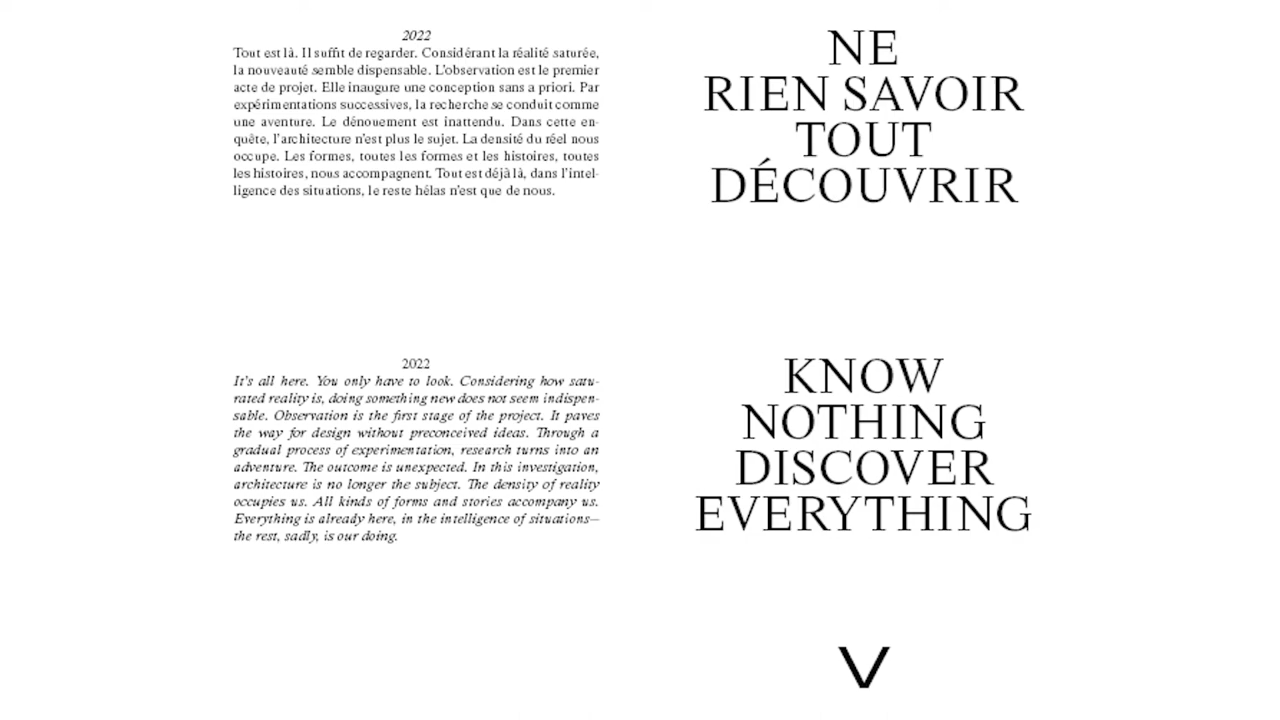 2022
Tout est là. Il suffit de regarder. Considérant la réalité saturée,
la nouveauté semble dispensable. L'observation est le premier
acte de projet. Elle inaugure une conception sans a priori. Par
expérimentations successives, la recherche se conduit comme
une aventure. Le dénouement est inattendu. Dans cette en-
quête, l'architecture n'est plus le sujet. La densité du réel nous
occupe. Les formes, toutes les formes et les histoires, toutes
les histoires, nous accompagnent. Tout est déjà là, dans l'intel-
ligence des situations, le reste hélas n'est que de nous.
NE
RIEN SAVOIR
TOUT
DÉCOUVRIR
2022
It's all here. You only have to look. Considering how satu-
rated reality is, doing something new does not seem indispen-
sable. Observation is the first stage of the project. It paves
the way for design without preconceived ideas. Through a
gradual process of experimentation, research turns into an
adventure. The outcome is unexpected. In this investigation,
architecture is no longer the subject. The density of reality
occupies us. All kinds of forms and stories accompany us.
Everything is already here, in the intelligence of situations—
the rest, sadly, is our doing.
KNOW
NOTHING
DISCOVER
EVERYTHING
V